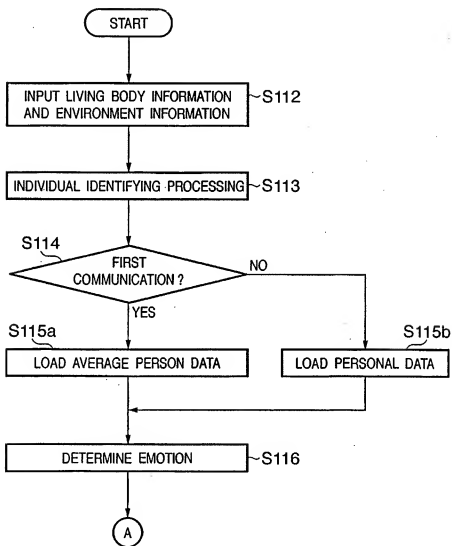 START
INPUT LIVING BODY INFORMATION
AND ENVIRONMENT INFORMATION
S112
INDIVIDUAL IDENTIFYING PROCESSING
S113
S114
FIRST
COMMUNICATION?
NO
YES
S115a
LOAD AVERAGE PERSON DATA
S115b
LOAD PERSONAL DATA
DETERMINE EMOTION
S116
A